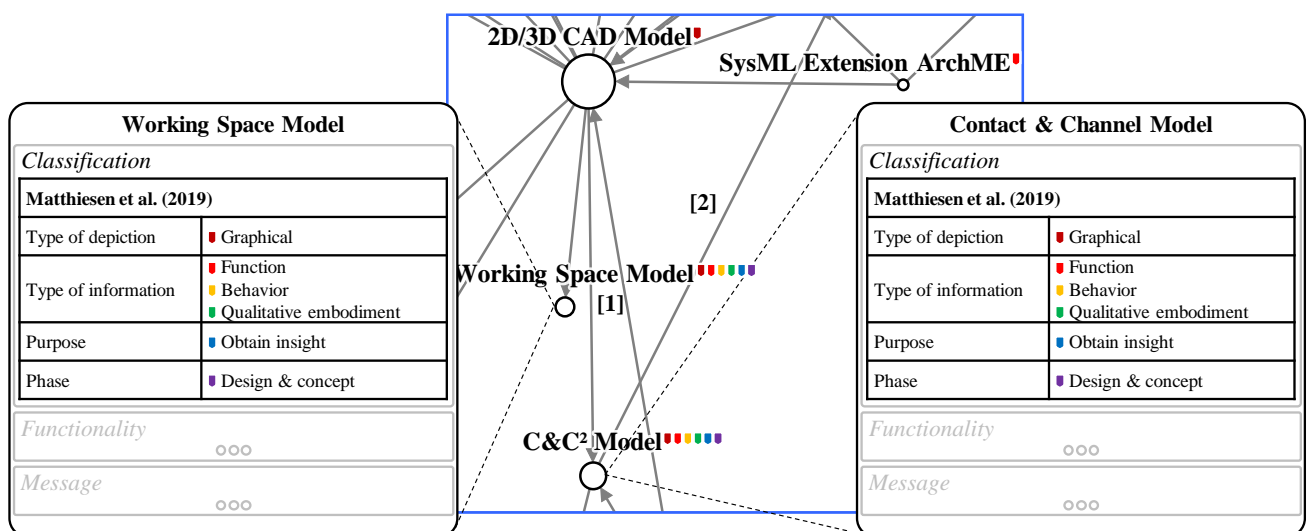 2D/3D CAD Model
SysML Extension ArchME
[2]
Working Space Model
[1]
C&C² Model
Working Space Model
Classification
Matthiesen et al. (2019)
Type of depiction
Graphical
Type of information
Function
Behavior
Qualitative embodiment
Purpose
Obtain insight
Phase
Design & concept
Functionality
Message
Contact & Channel Model
Classification
Matthiesen et al. (2019)
Type of depiction
Graphical
Type of information
Function
Behavior
Qualitative embodiment
Purpose
Obtain insight
Phase
Design & concept
Functionality
Message